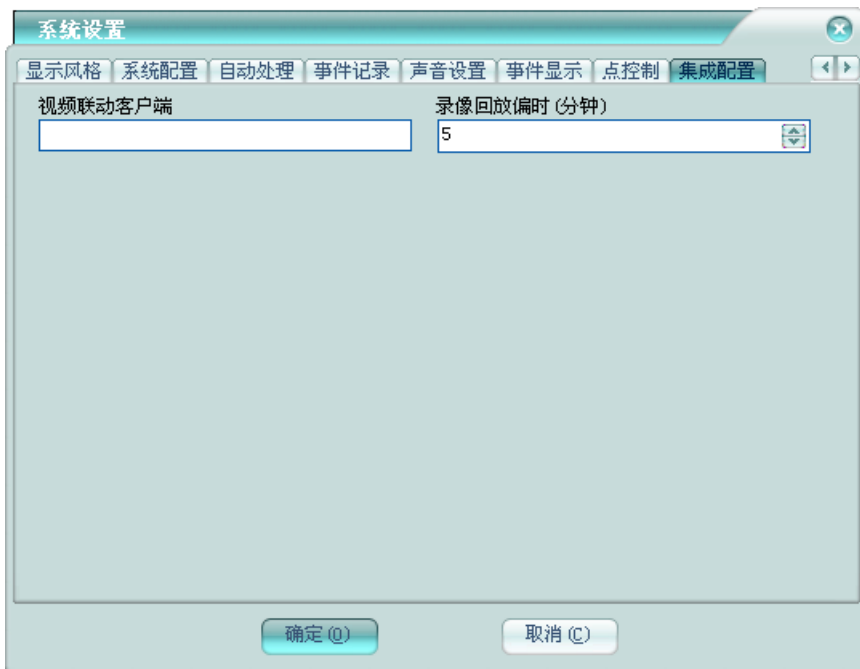 系统设置
显示风格 系统配置 自动处理 事件记录 声音设置 事件显示 点控制 集成配置
视频联动客户端 录像回放偏时(分钟)
5
确定(O) 取消(C)